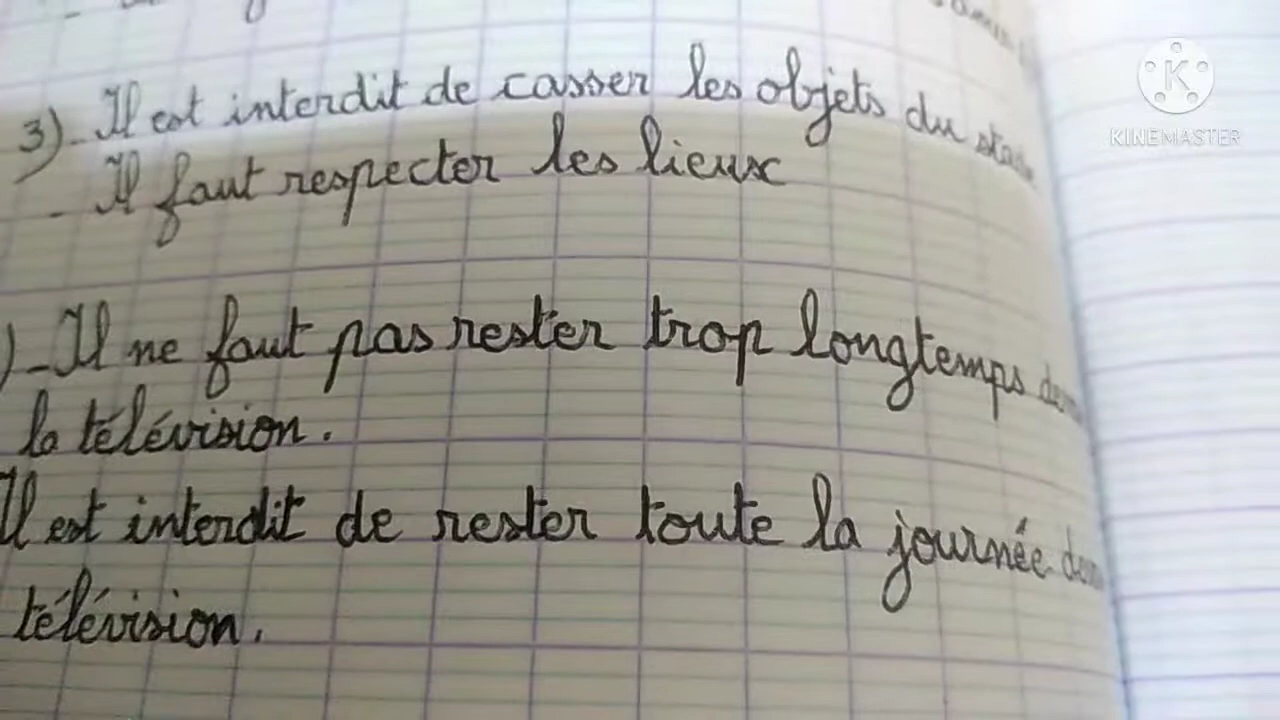 3) - Il est interdit de casser les objets du
- Il faut respecter les lieux
) - Il ne faut pas rester trop longtemps
la télévision.
Il est interdit de rester toute la journée
télévision.
KINEMASTER